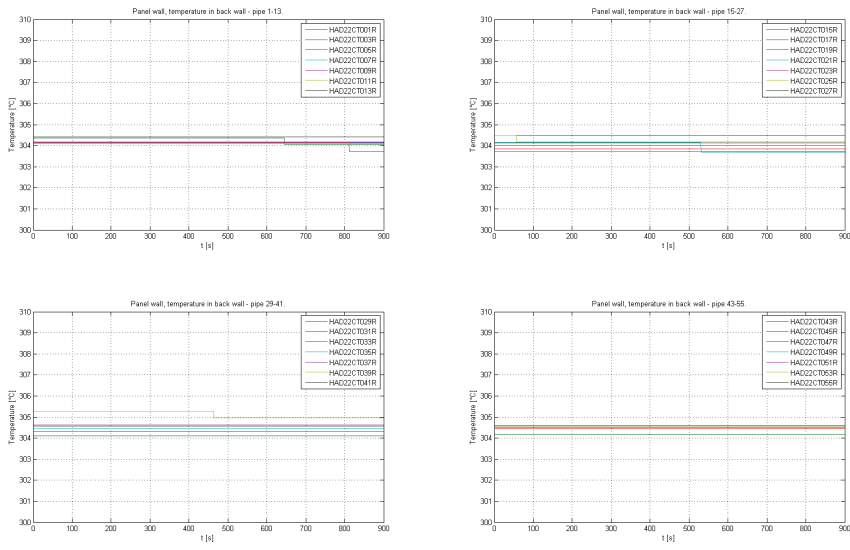 Panel wall, temperature in back wall - pipe 1-13.
310
309
308
307
306
305
304
303
302
301
300
Temperature [°C]
HAD22CT001R
HAD22CT003R
HAD22CT005R
HAD22CT007R
HAD22CT009R
HAD22CT011R
HAD22CT013R
0 100 200 300 400 500 600 700 800 900
t [s]
Panel wall, temperature in back wall - pipe 15-27.
310
309
308
307
306
305
304
303
302
301
300
Temperature [°C]
HAD22CT015R
HAD22CT017R
HAD22CT019R
HAD22CT021R
HAD22CT023R
HAD22CT025R
HAD22CT027R
0 100 200 300 400 500 600 700 800 900
t [s]
Panel wall, temperature in back wall - pipe 29-41.
310
309
308
307
306
305
304
303
302
301
300
Temperature [°C]
HAD22CT029R
HAD22CT031R
HAD22CT033R
HAD22CT035R
HAD22CT037R
HAD22CT039R
HAD22CT041R
0 100 200 300 400 500 600 700 800 900
t [s]
Panel wall, temperature in back wall - pipe 43-55.
310
309
308
307
306
305
304
303
302
301
300
Temperature [°C]
HAD22CT043R
HAD22CT045R
HAD22CT047R
HAD22CT049R
HAD22CT051R
HAD22CT053R
HAD22CT055R
0 100 200 300 400 500 600 700 800 900
t [s]